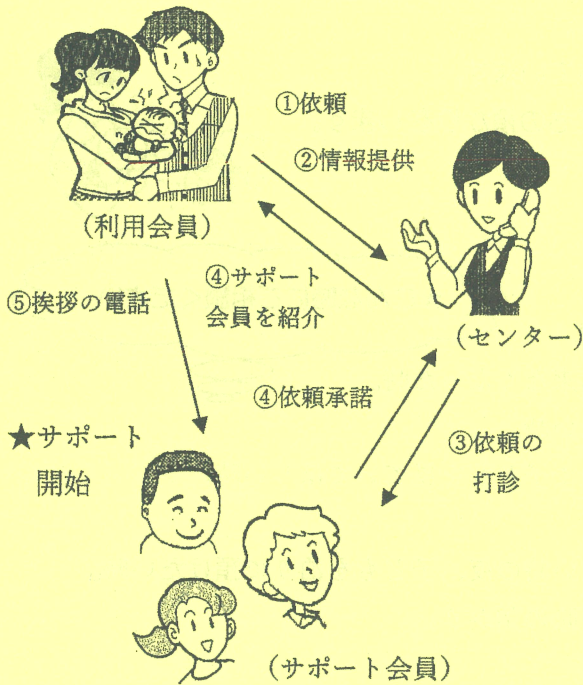 ①依頼
②情報提供
(利用会員)
④サポート
会員を紹介
⑤挨拶の電話
(センター)
④依頼承諾
③依頼の
打診
★サポート
開始
(サポート会員)